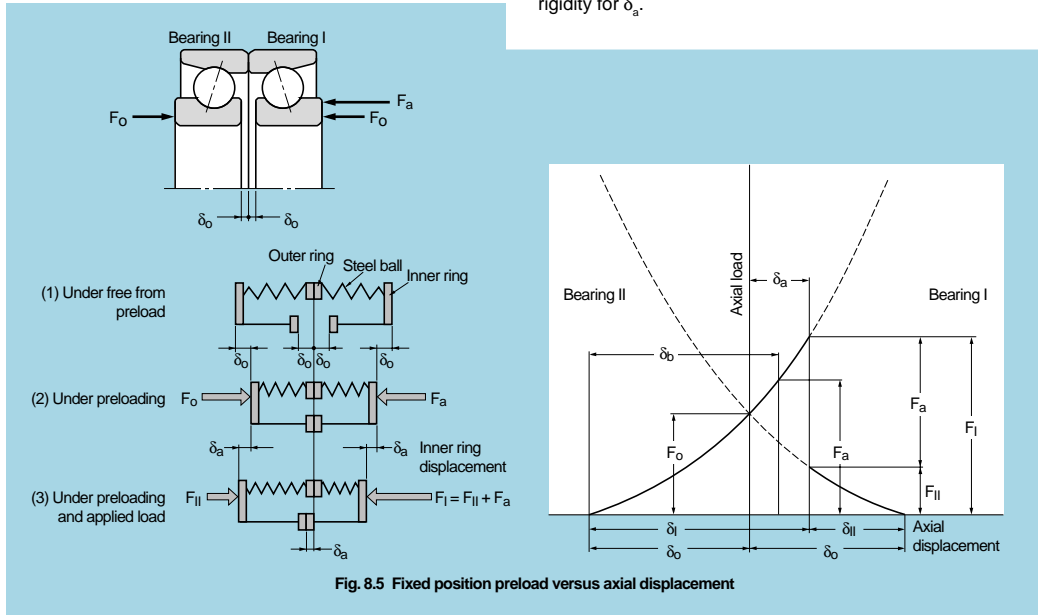 rigidity for δa.
Bearing II
Bearing I
Fa
Fo
Fo
δo
δo
Outer ring
Steel ball
Inner ring
(1) Under free from
preload
δo
δo
δo
δo
(2) Under preloading
Fo
Fa
δa
δa
Inner ring
displacement
(3) Under preloading
and applied load
FII
FI = FII + Fa
δa
Axial load
δa
Bearing II
Bearing I
δb
Fo
Fa
Fa
FI
FII
δI
δII
Axial
displacement
δo
δo
Fig. 8.5 Fixed position preload versus axial displacement